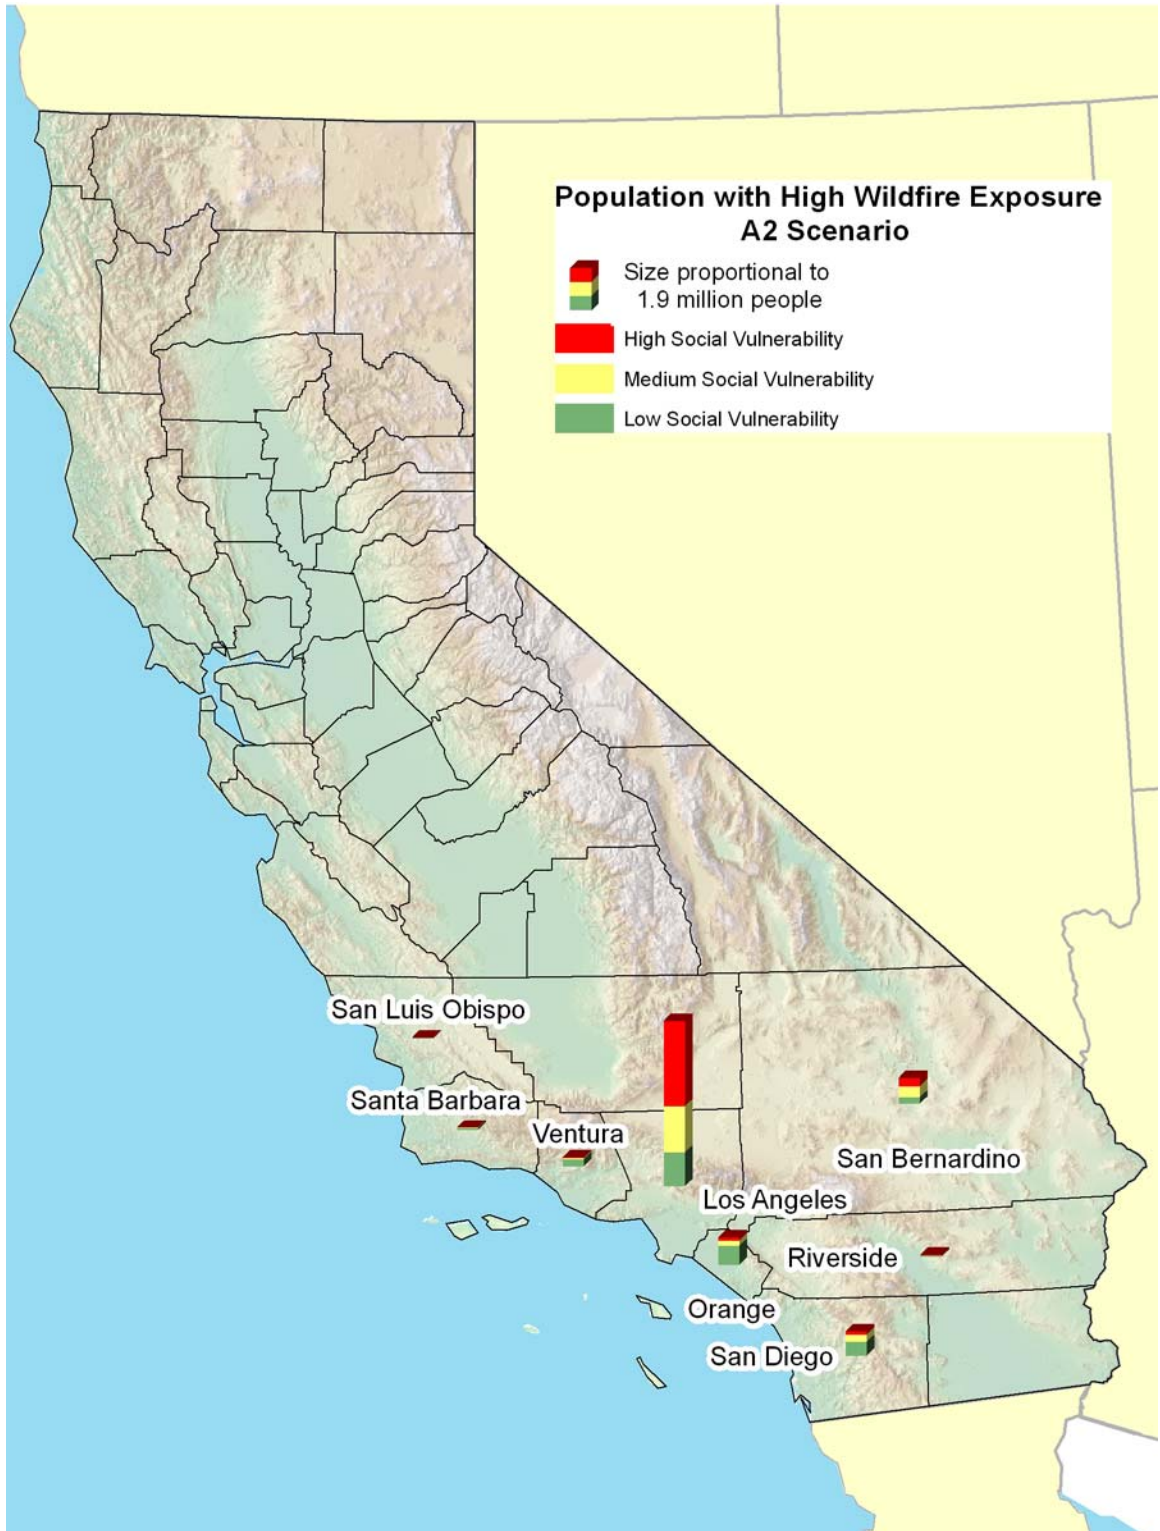 Population with High Wildfire Exposure
A2 Scenario
Size proportional to
1.9 million people
High Social Vulnerability
Medium Social Vulnerability
Low Social Vulnerability
San Luis Obispo
Santa Barbara
Ventura
San Bernardino
Los Angeles
Riverside
Orange
San Diego